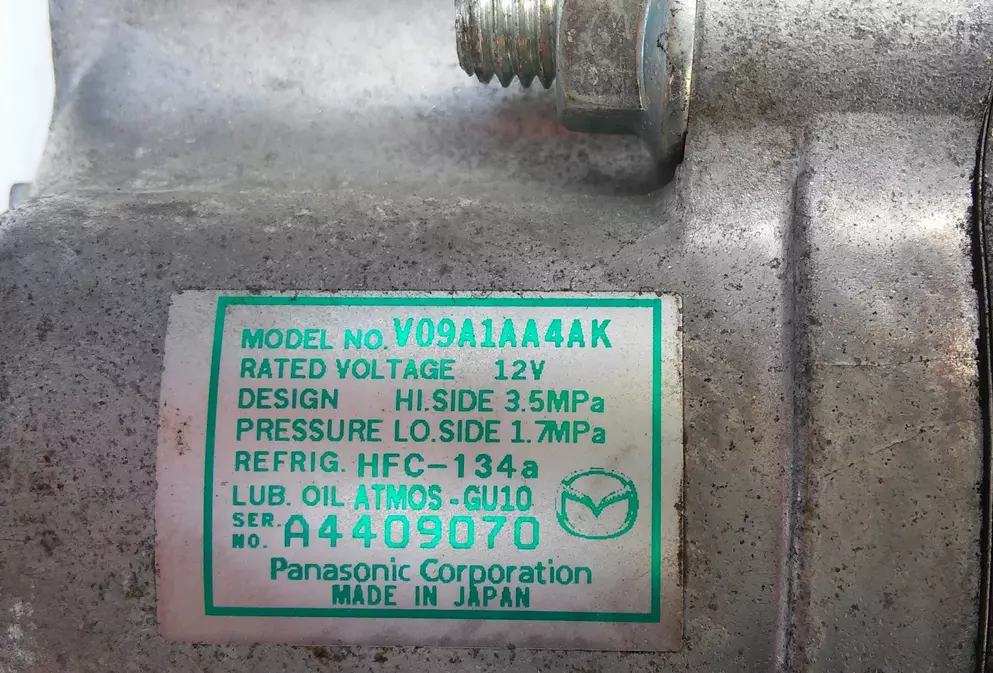 MODEL NO. V09A1AA4AK
RATED VOLTAGE 12V
DESIGN HI.SIDE 3.5MPa
PRESSURE LO.SIDE 1.7MPa
REFRIG. HFC-134a
LUB. OIL ATMOS-GU10
SER. NO. A4409070
Panasonic Corporation
MADE IN JAPAN